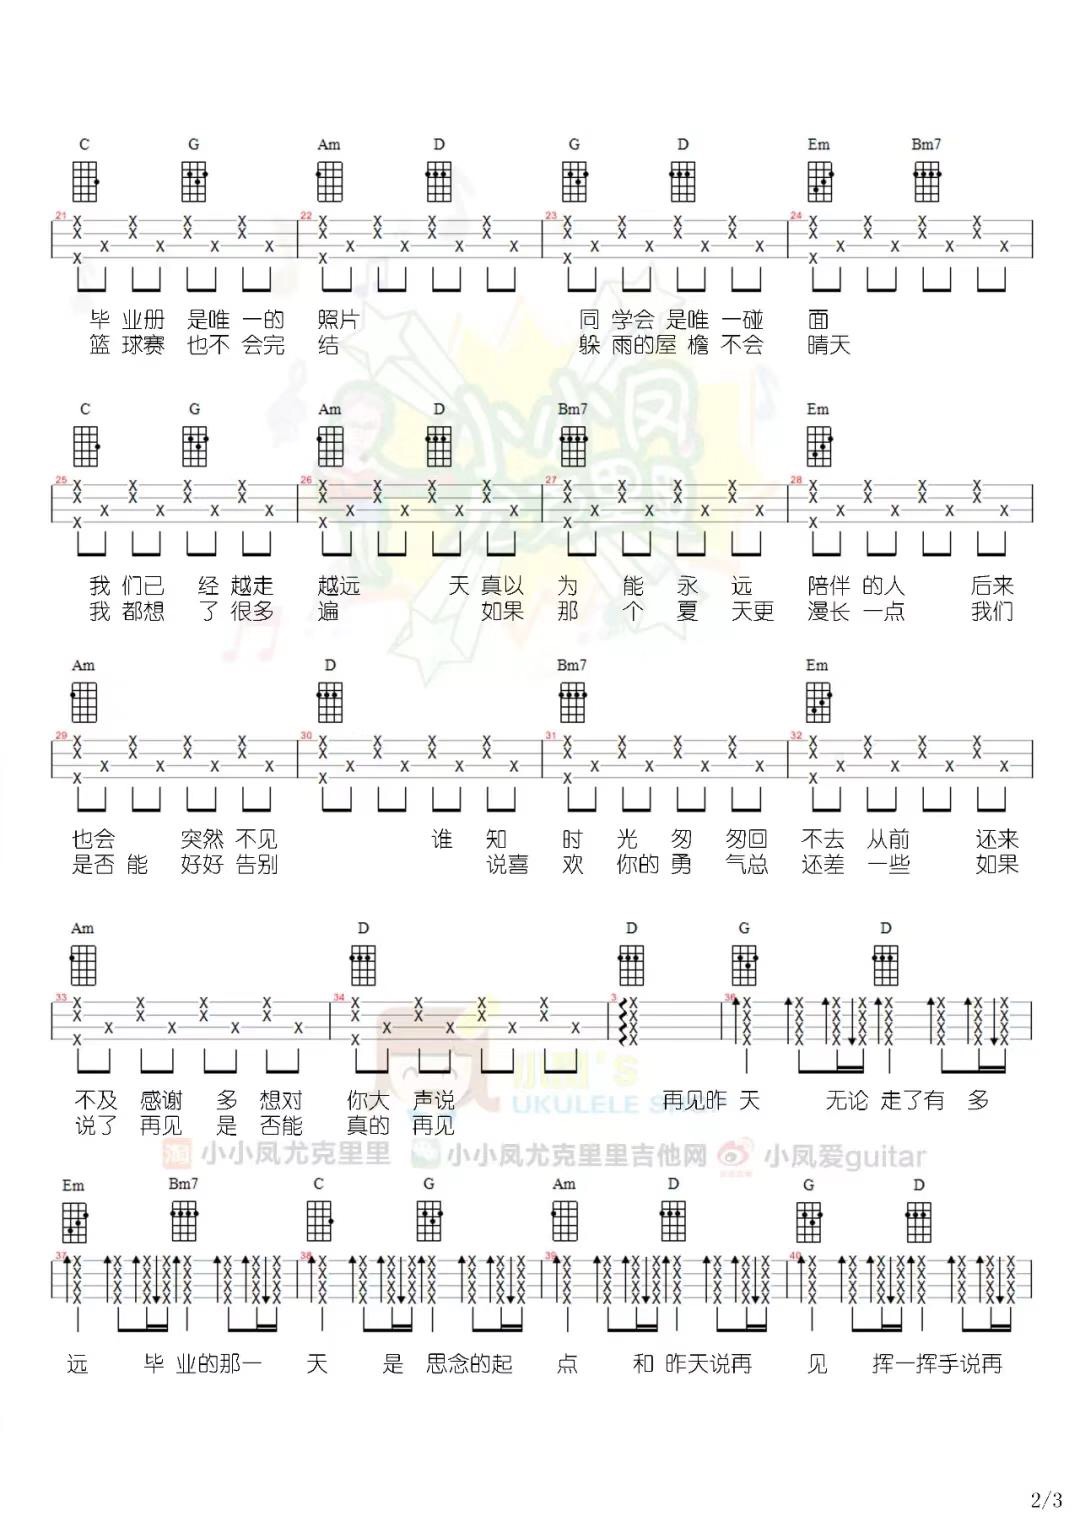 C G Am D G D Em Bm7
21 22 23 24
毕 业册 是唯 一的 照片 同 学会 是唯 一碰 面
篮 球赛 也不 会完 结 躲 雨的屋 檐 不会 晴天
C G Am D Bm7 Em
25 26 27 28
我 们已 经 越走 越远 天 真以 为 能 永 远 陪伴 的人 后来
我 都想 了 很多 遍 如果 那 个 夏 天更 漫长 一点 我们
Am D Bm7 Em
29 30 31 32
也会 突然 不见 谁 知 时 光 匆 匆回 不去 从前 还来
是否 能 好好 告别 说喜 欢 你的 勇 气总 还差 一些 如果
Am D D G D
33 34 3 36
不及 感谢 多 想对 你大 声说 再见昨 天 无论 走了有 多
说了 再见 是 否能 真的 再见
UKULELE
淘 小小凤尤克里里 小小凤尤克里里吉他网 小凤爱guitar
Em Bm7 C G Am D G D
37 38 39 40
远 毕 业的那一 天 是 思念的起 点 和 昨天说再 见 挥一挥手说再
小小凤
2/3